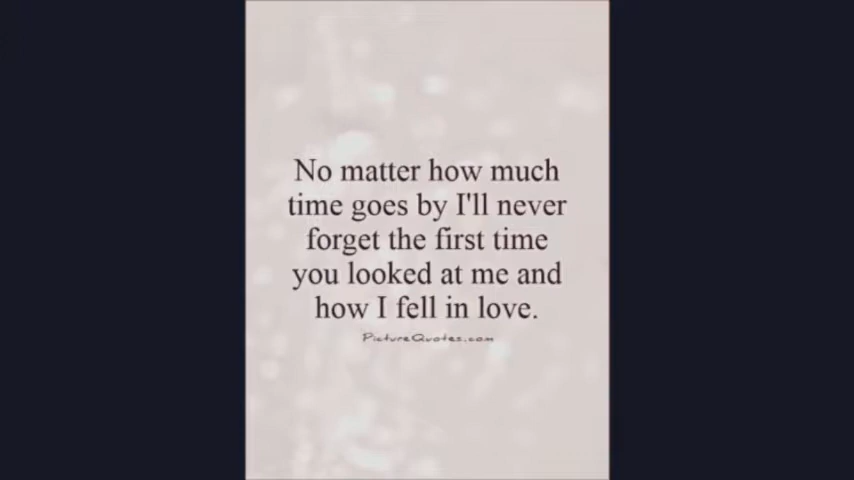 No matter how much
time goes by I'll never
forget the first time
you looked at me and
how I fell in love.
PictureQuotes.com